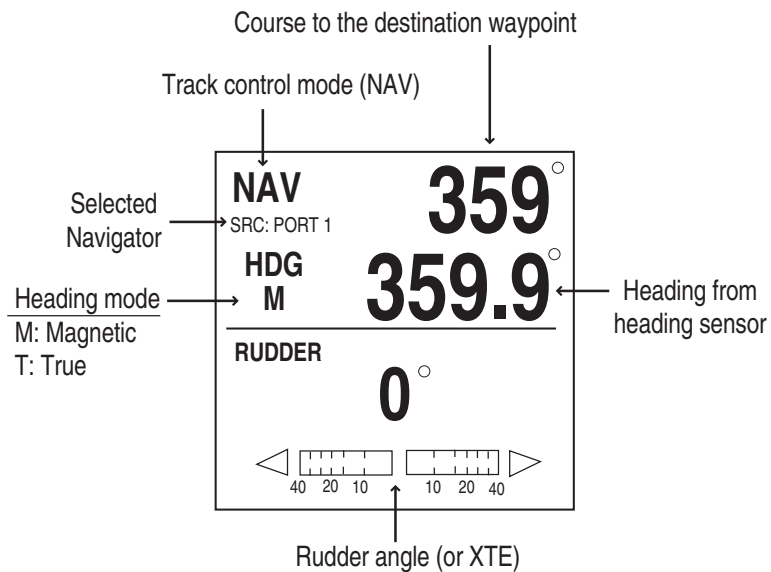 Course to the destination waypoint
Track control mode (NAV)
NAV
359°
Selected
Navigator
SRC: PORT 1
HDG
M
359.9°
Heading mode
M: Magnetic
T: True
Heading from
heading sensor
RUDDER
0°
40 20 10 10 20 40
Rudder angle (or XTE)